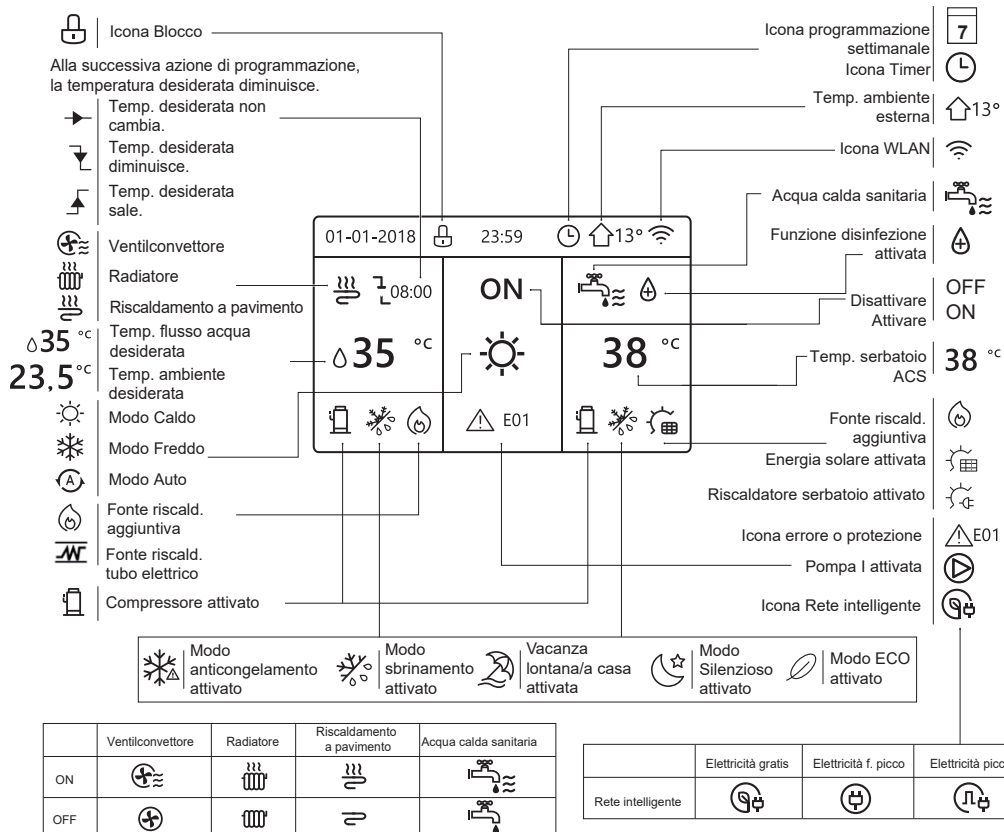 Icona Blocco
Alla successiva azione di programmazione,
la temperatura desiderata diminuisce.
Temp. desiderata non
cambia.
Temp. desiderata
diminuisce.
Temp. desiderata
sale.
Ventilconvettore
Radiatore
Riscaldamento a pavimento
35 °C
Temp. flusso acqua
desiderata
23,5°C
Temp. ambiente
desiderata
Modo Caldo
Modo Freddo
A
Modo Auto
Fonte riscald.
aggiuntiva
Fonte riscald.
tubo elettrico
Compressore attivato
01-01-2018
23:59
13°
08:00
ON
35 °C
38 °C
E01
Icona programmazione
settimanale
7
Icona Timer
Temp. ambiente
esterna
13°
Icona WLAN
Acqua calda sanitaria
Funzione disinfezione
attivata
Disattivare
Attivare
OFF
ON
Temp. serbatoio
ACS
38 °C
Fonte riscald.
aggiuntiva
Energia solare attivata
Riscaldatore serbatoio attivato
Icona errore o protezione
E01
Pompa I attivata
Icona Rete intelligente
Modo
anticongelamento
attivato
Modo
sbrinamento
attivato
Vacanza
lontana/a casa
attivata
Modo
Silenzioso
attivato
Modo ECO
attivato
Ventilconvettore
Radiatore
Riscaldamento
a pavimento
Acqua calda sanitaria
ON
OFF
Elettricità gratis
Elettricità f. picco
Elettricità picc
Rete intelligente